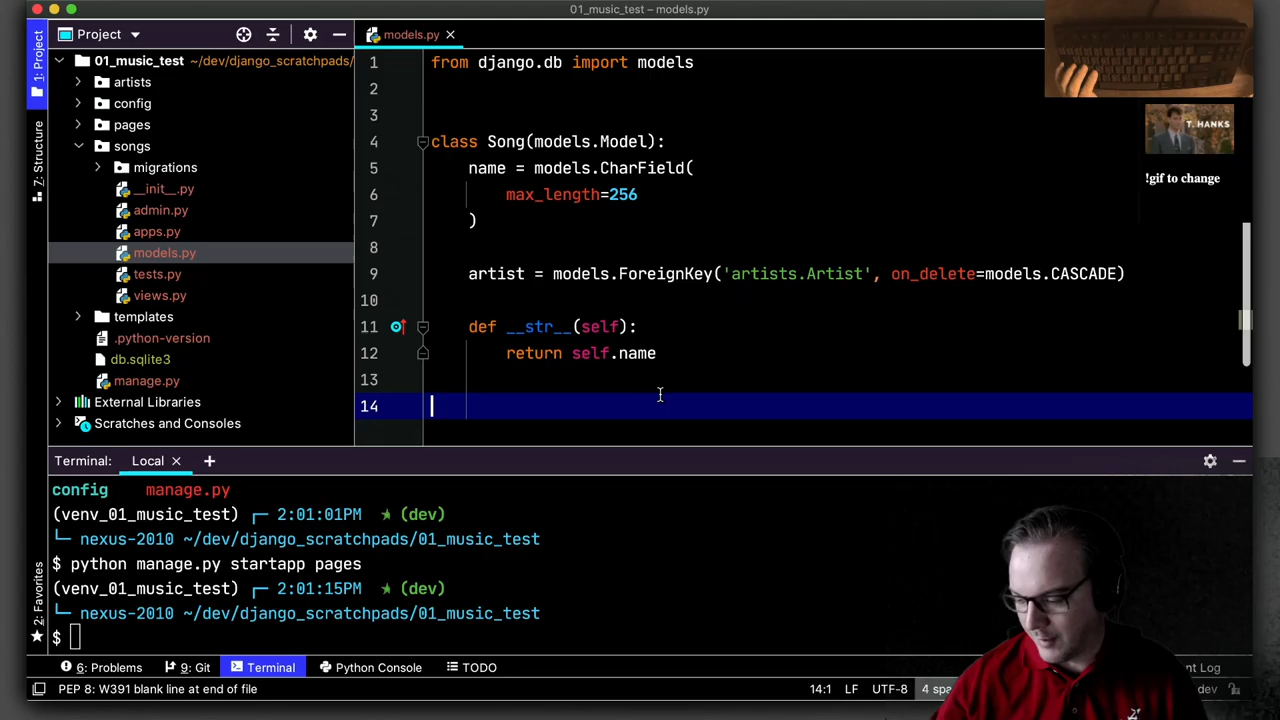 01_music_test – models.py
Project
models.py
1: Project
7: Structure
2: Favorites
01_music_test ~/dev/django_scratchpads/
artists
config
pages
songs
migrations
__init__.py
admin.py
apps.py
models.py
tests.py
views.py
templates
.python-version
db.sqlite3
manage.py
External Libraries
Scratches and Consoles
1 from django.db import models
2
3
4 class Song(models.Model):
5 name = models.CharField(
6 max_length=256
7 )
8
9 artist = models.ForeignKey('artists.Artist', on_delete=models.CASCADE)
10
11 def __str__(self):
12 return self.name
13
14
T. HANKS
!gif to change
Terminal: Local
config manage.py
(venv_01_music_test) 2:01:01PM (dev)
nexus-2010 ~/dev/django_scratchpads/01_music_test
$ python manage.py startapp pages
(venv_01_music_test) 2:01:15PM (dev)
nexus-2010 ~/dev/django_scratchpads/01_music_test
$
6: Problems 9: Git Terminal Python Console TODO
nt Log
PEP 8: W391 blank line at end of file
14:1 LF UTF-8 4 spa
dev